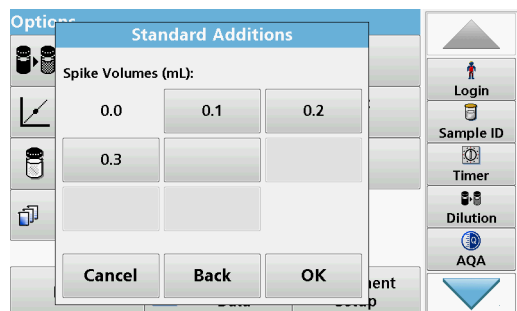 Options
Standard Additions
Spike Volumes (mL):
0.0
0.1
0.2
0.3
Cancel
Back
OK
Login
Sample ID
Timer
Dilution
AQA